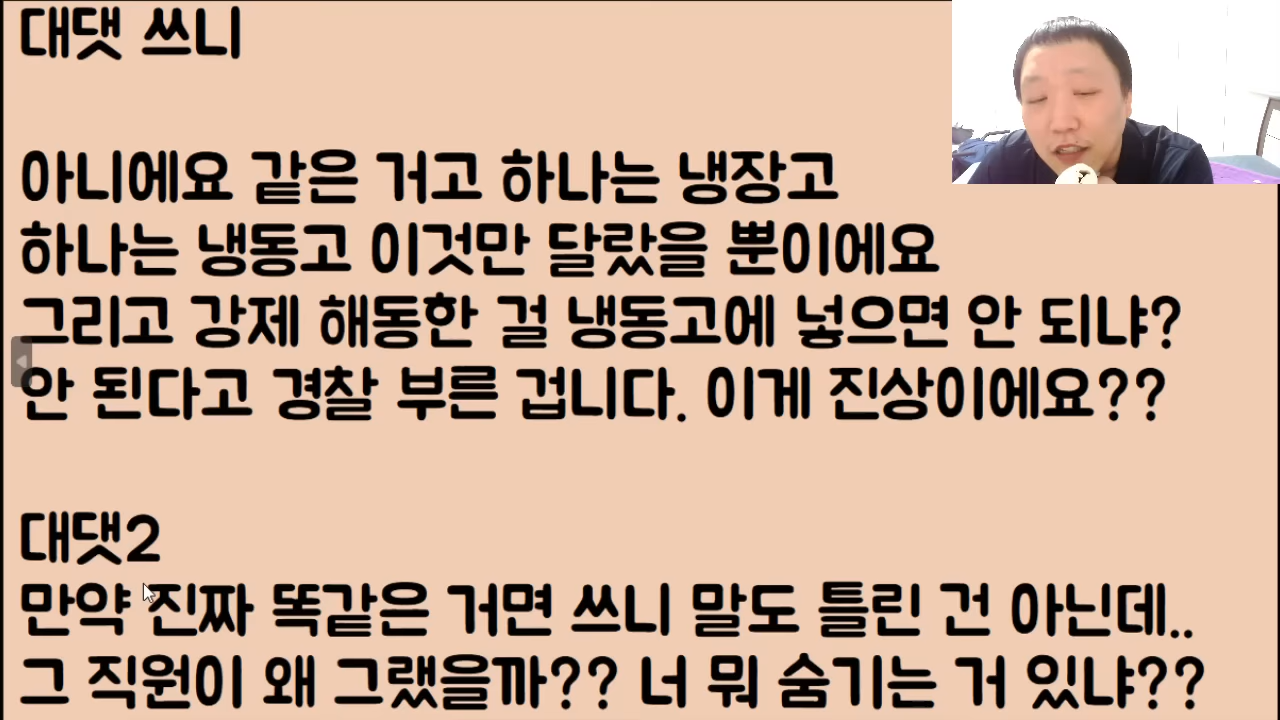 대댓 쓰니
아니에요 같은 거고 하나는 냉장고
하나는 냉동고 이것만 달랐을 뿐이에요
그리고 강제 해동한 걸 냉동고에 넣으면 안 되냐?
안 된다고 경찰 부른 겁니다. 이게 진상이에요??
대댓2
만약 진짜 똑같은 거면 쓰니 말도 틀린 건 아닌데..
그 직원이 왜 그랬을까?? 너 뭐 숨기는 거 있냐??